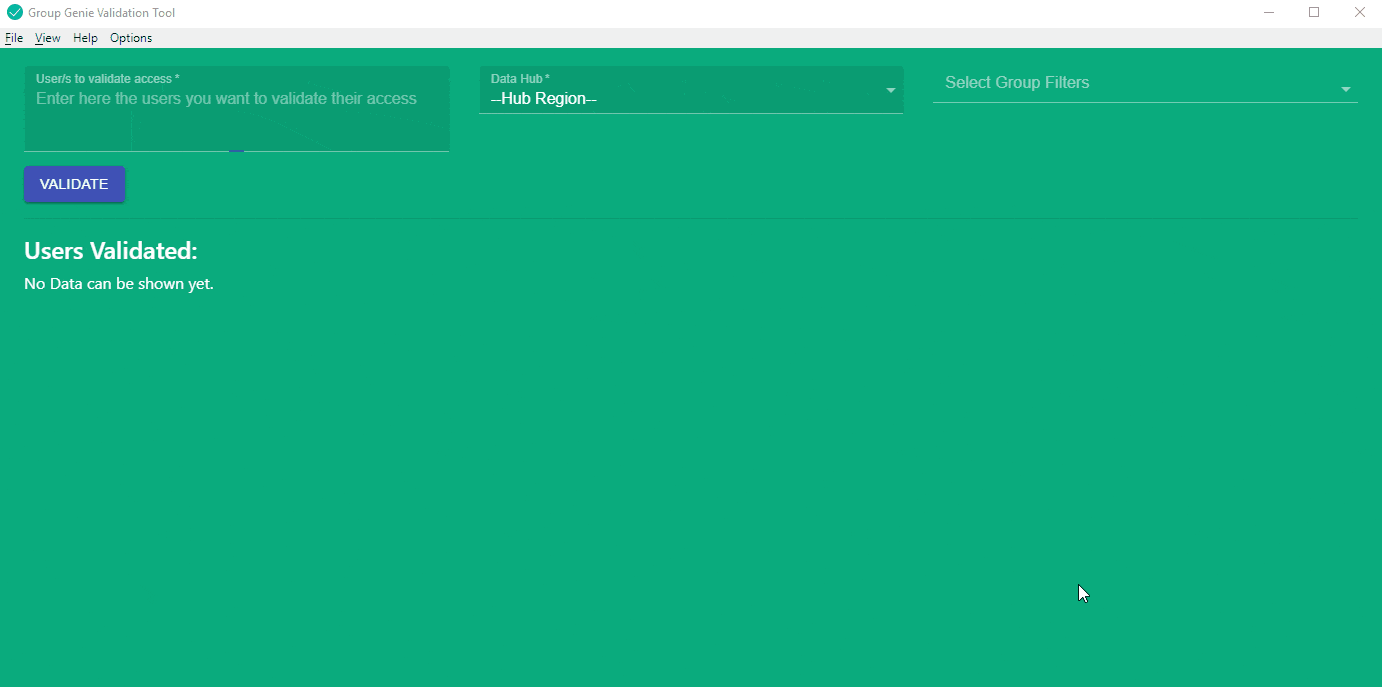 Group Genie Validation Tool
File View Help Options
User/s to validate access *
Enter here the users you want to validate their access
Data Hub *
--Hub Region--
Select Group Filters
VALIDATE
Users Validated:
No Data can be shown yet.